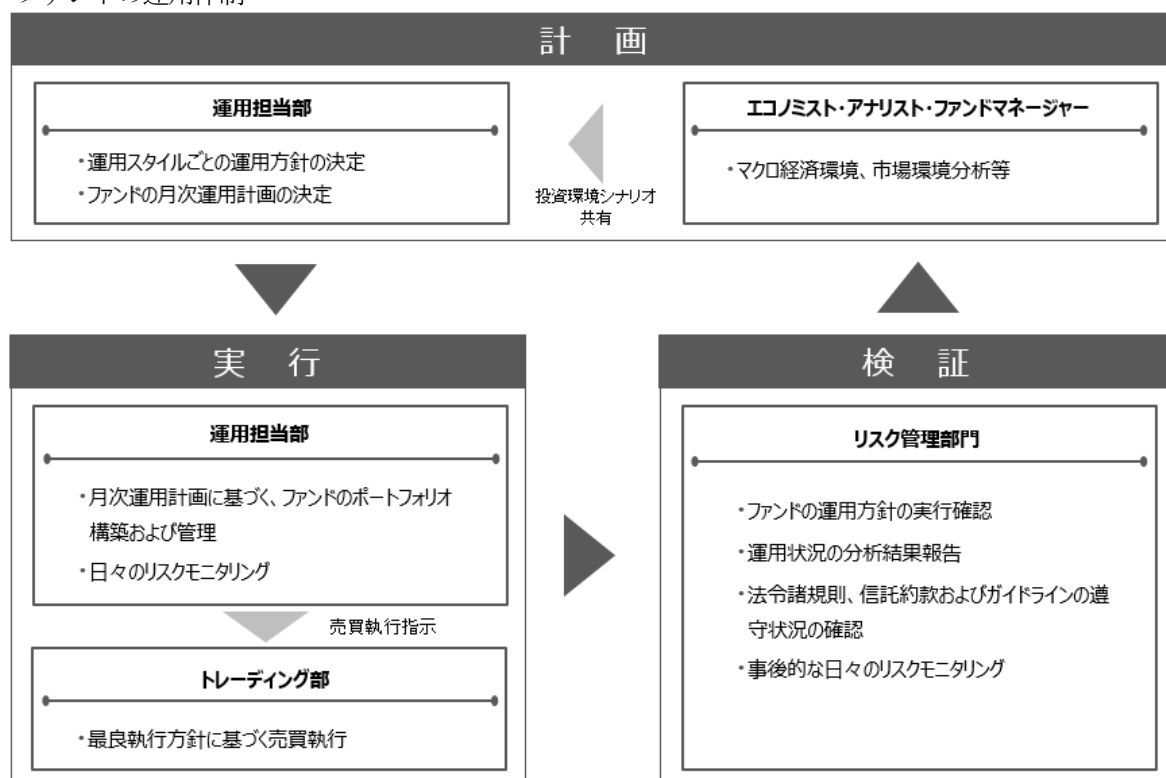 計　画
運用担当部
・運用スタイルごとの運用方針の決定
・ファンドの月次運用計画の決定
投資環境シナリオ
共有
エコノミスト・アナリスト・ファンドマネージャー
・マクロ経済環境、市場環境分析等
実　行
運用担当部
・月次運用計画に基づく、ファンドのポートフォリオ
構築および管理
・日々のリスクモニタリング
売買執行指示
トレーディング部
・最良執行方針に基づく売買執行
検　証
リスク管理部門
・ファンドの運用方針の実行確認
・運用状況の分析結果報告
・法令諸規則、信託約款およびガイドラインの遵
守状況の確認
・事後的な日々のリスクモニタリング